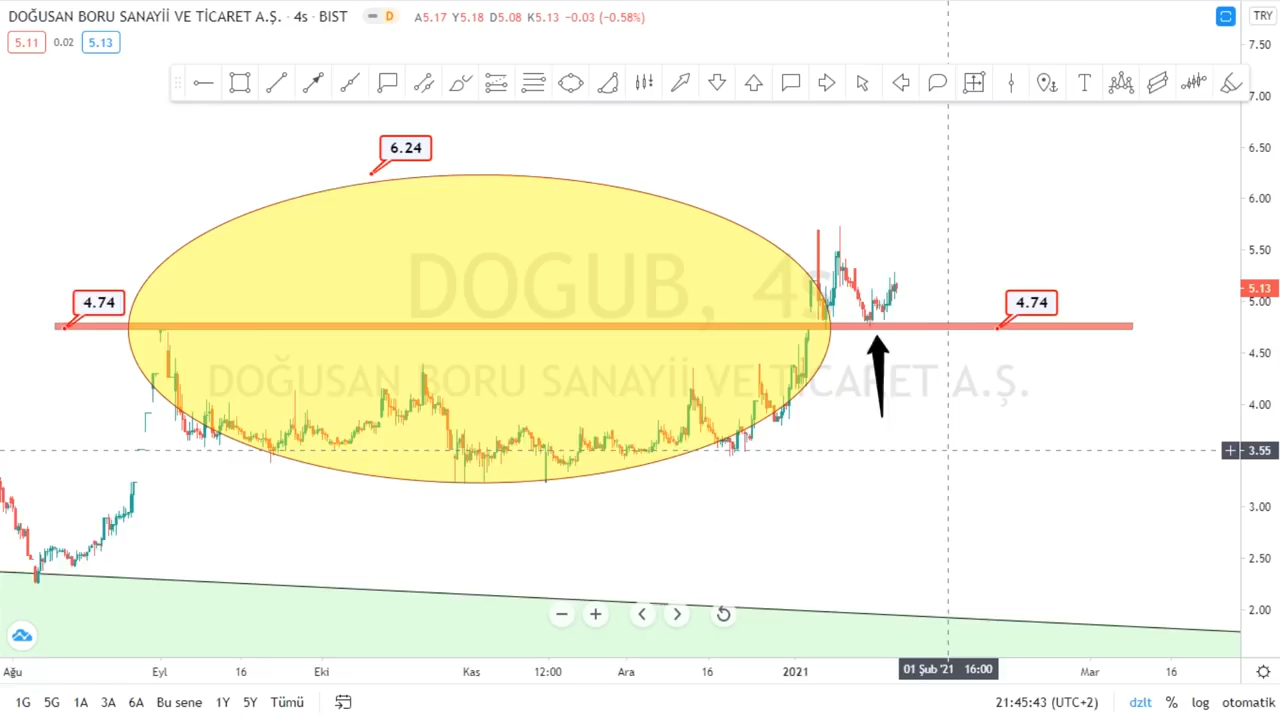 DOĞUSAN BORU SANAYİİ VE TİCARET A.Ş. · 4s · BIST D A5.17 Y5.18 D5.08 K5.13 −0.03 (−0.58%)
TRY
5.11 0.02 5.13
7.50
7.00
6.50
6.24
6.00
5.50
DOGUB, 4s
5.13
5.00
4.74
4.74
4.50
DOĞUSAN BORU SANAYİİ VE TİCARET A.Ş.
4.00
3.55
3.00
2.50
2.00
Ağu Eyl 16 Eki Kas 12:00 Ara 16 2021 01 Şub '21 16:00 Mar 16
1G 5G 1A 3A 6A Bu sene 1Y 5Y Tümü 21:45:43 (UTC+2) dzlt % log otomatik